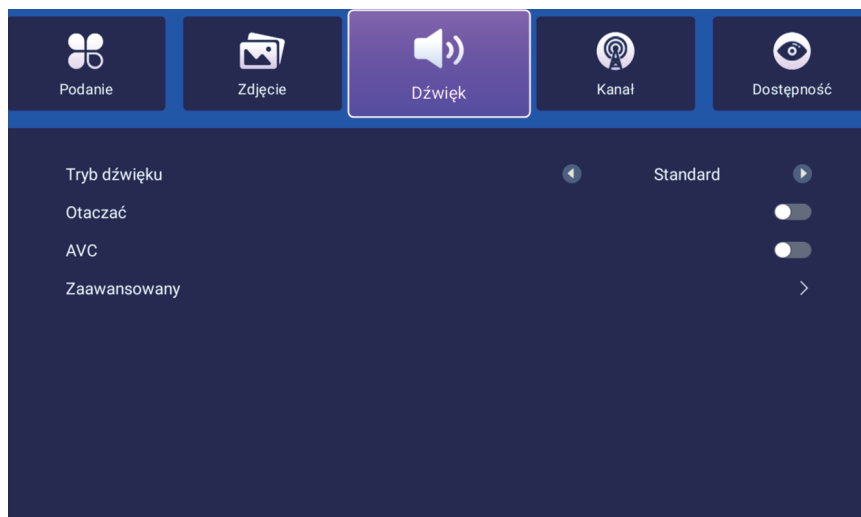 Podanie
Zdjęcie
Dźwięk
Kanał
Dostępność
Tryb dźwięku
Standard
Otaczać
AVC
Zaawansowany